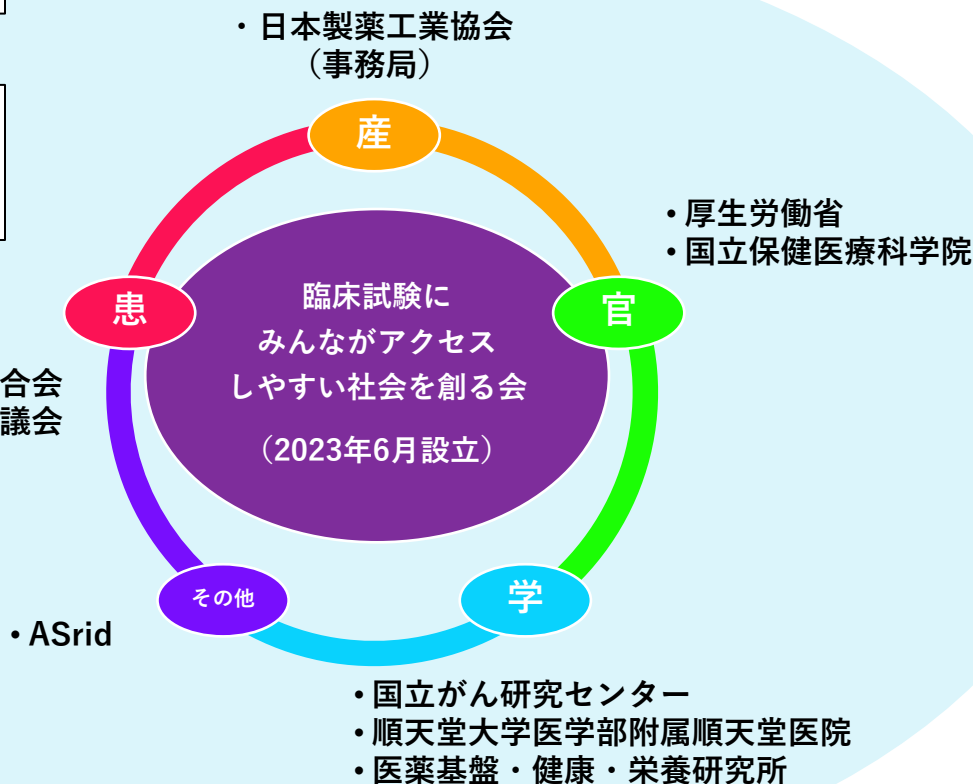 ・日本製薬工業協会
（事務局）
産
・厚生労働省
・国立保健医療科学院
患
官
臨床試験に
みんながアクセス
しやすい社会を創る会
（2023年6月設立）
合会
議会
その他
学
・ASrid
・国立がん研究センター
・順天堂大学医学部附属順天堂医院
・医薬基盤・健康・栄養研究所